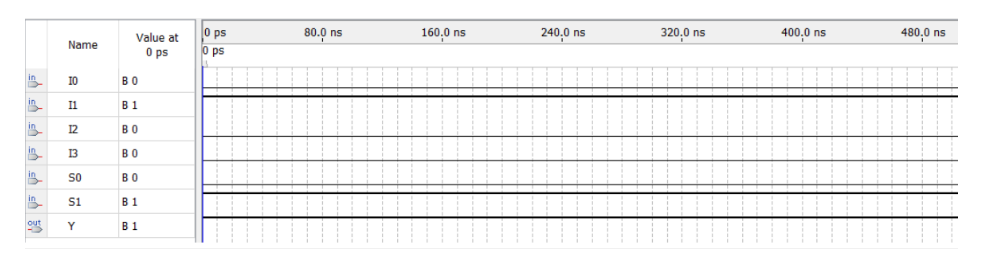 Name Value at 0 ps 0 ps 80.0 ns 160.0 ns 240.0 ns 320.0 ns 400.0 ns 480.0 ns
0 ps
in I0 B 0
in I1 B 1
in I2 B 0
in I3 B 0
in S0 B 0
in S1 B 1
out Y B 1